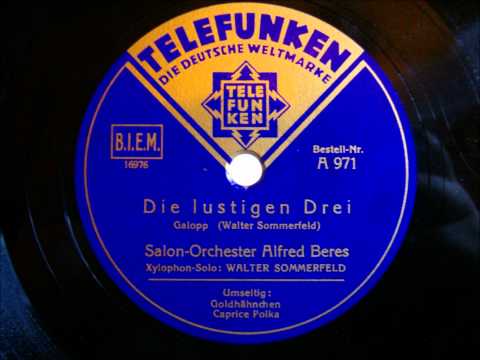 TELEFUNKEN
DIE DEUTSCHE WELTMARKE
TELE
FUN
KEN
B.I.E.M.
16976
Bestell-Nr.
A 971
Die lustigen Drei
Galopp (Walter Sommerfeld)
Salon-Orchester Alfred Beres
Xylophon-Solo: WALTER SOMMERFELD
Umseitig:
Goldhähnchen
Caprice Polka